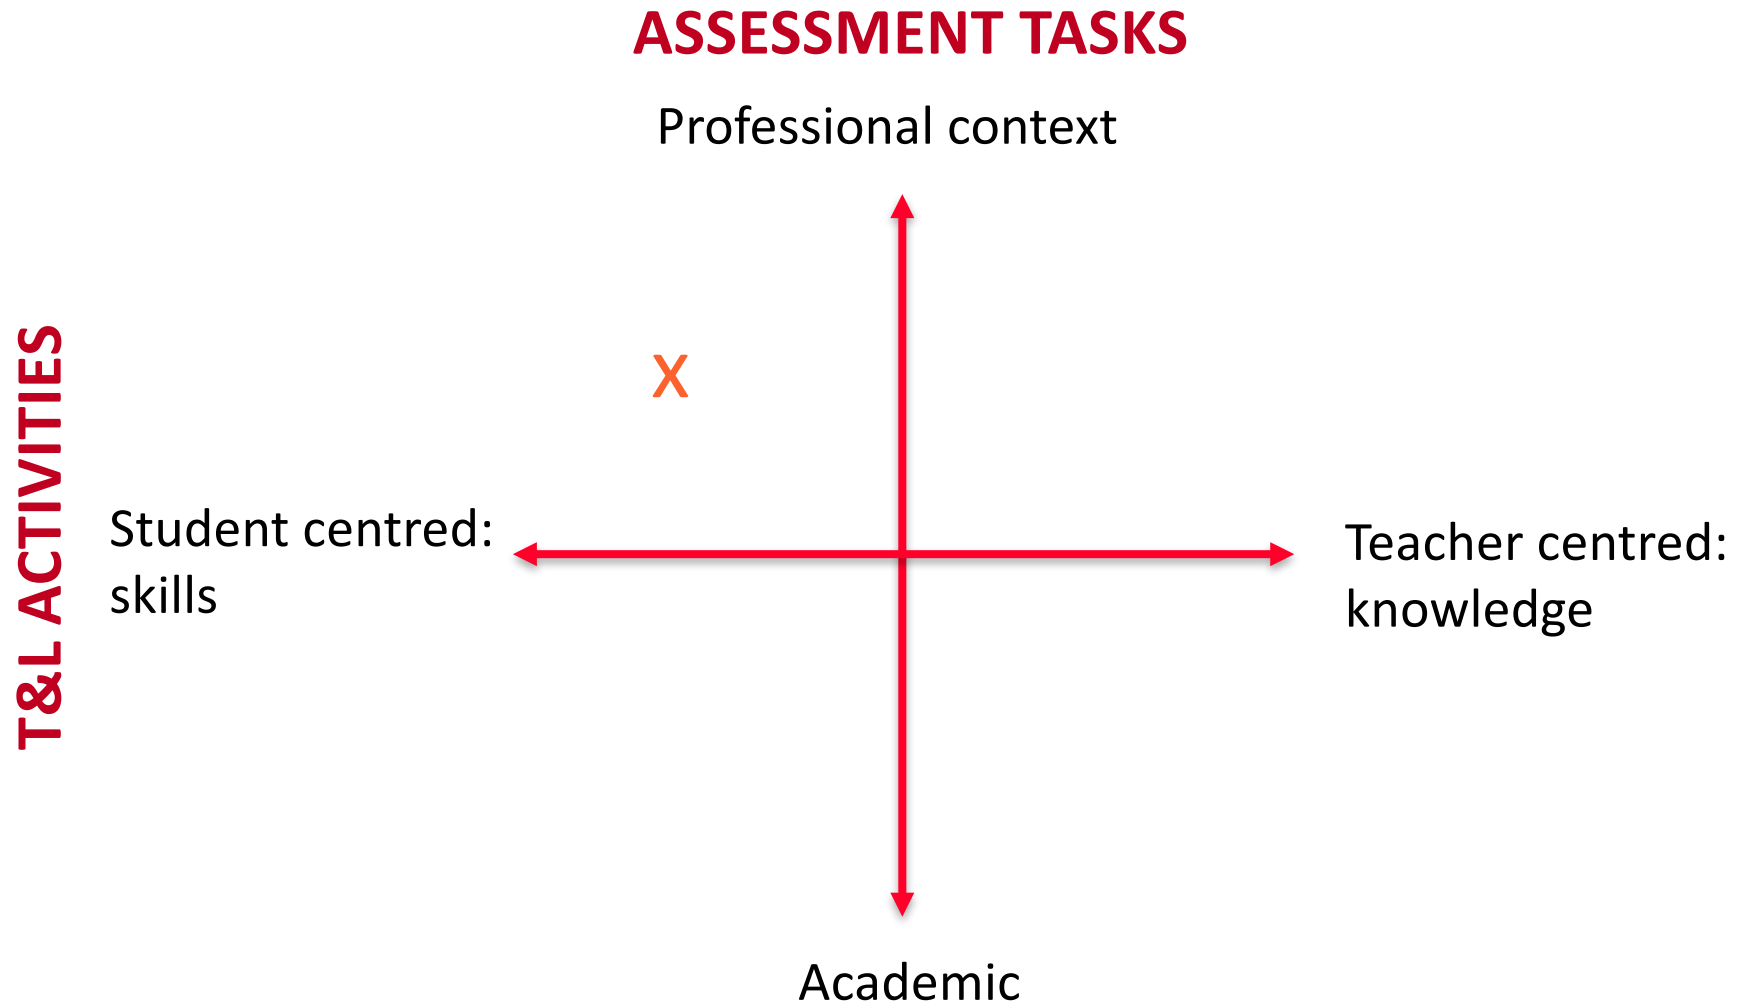 ASSESSMENT TASKS
Professional context
X
T&L ACTIVITIES
Student centred:
skills
Teacher centred:
knowledge
Academic